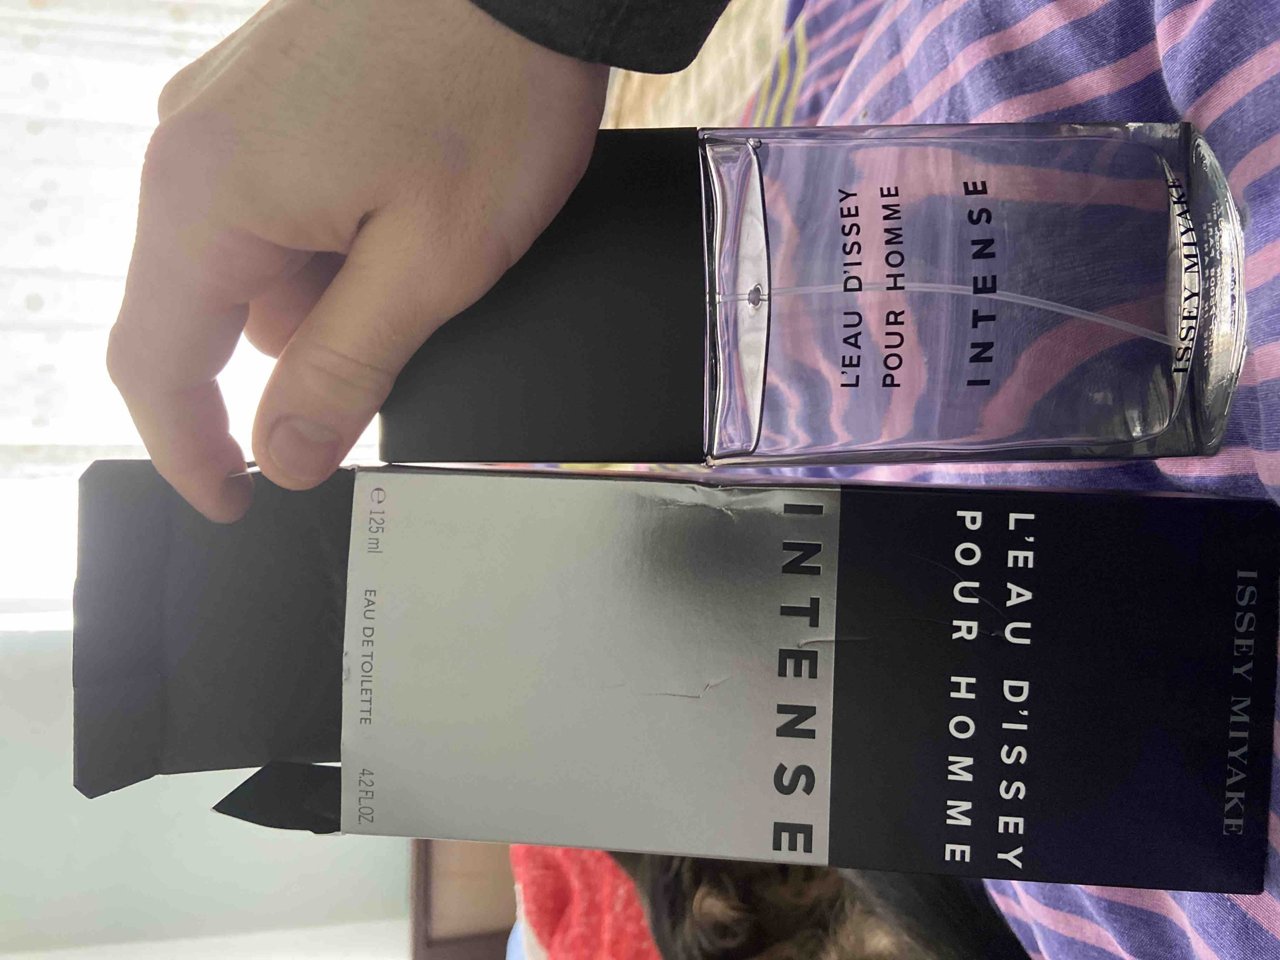 L'EAU D'ISSEY
POUR HOMME
INTENSE
ISSEY MIYAKE
ISSEY MIYAKE
L'EAU D'ISSEY
POUR HOMME
INTENSE
℮ 125 ml EAU DE TOILETTE 4.2 FL.OZ.